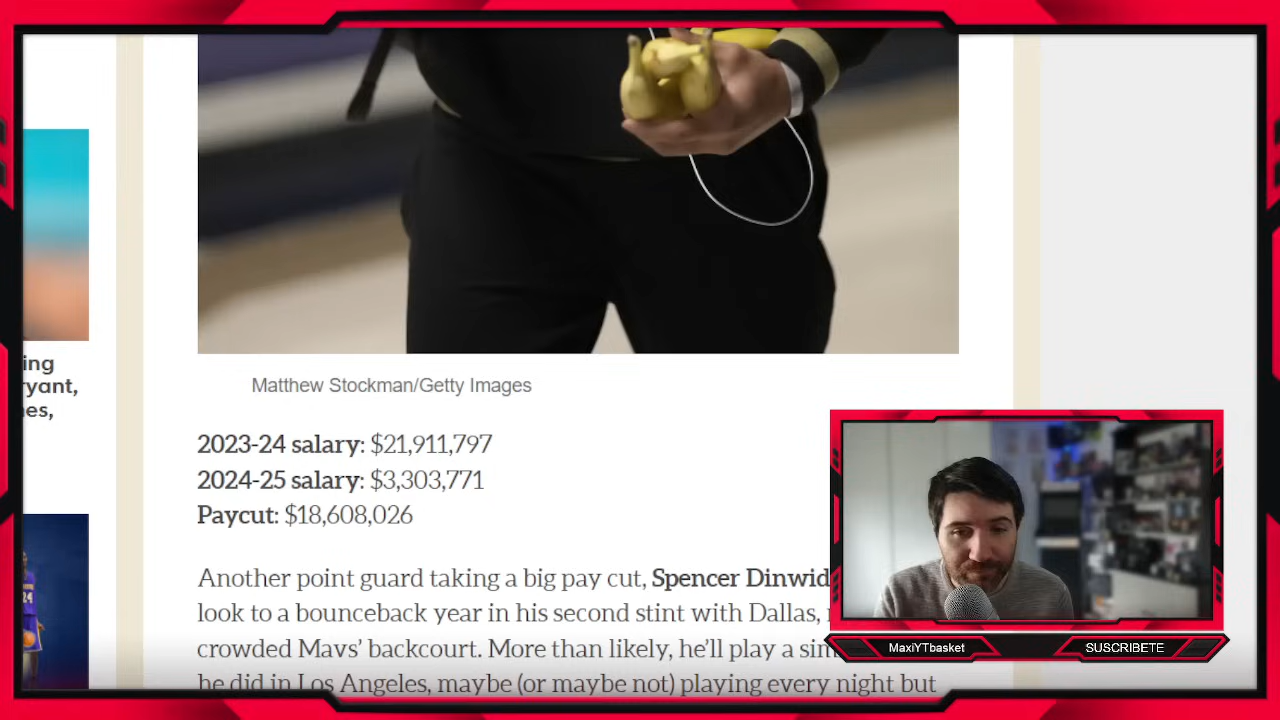 ing
ryant,
es,
Matthew Stockman/Getty Images
2023-24 salary: $21,911,797
2024-25 salary: $3,303,771
Paycut: $18,608,026
Another point guard taking a big pay cut, Spencer Dinwid
look to a bounceback year in his second stint with Dallas,
crowded Mavs' backcourt. More than likely, he'll play a sim
he did in Los Angeles, maybe (or maybe not) playing every night but
24
MaxiYTbasket
SUSCRIBETE